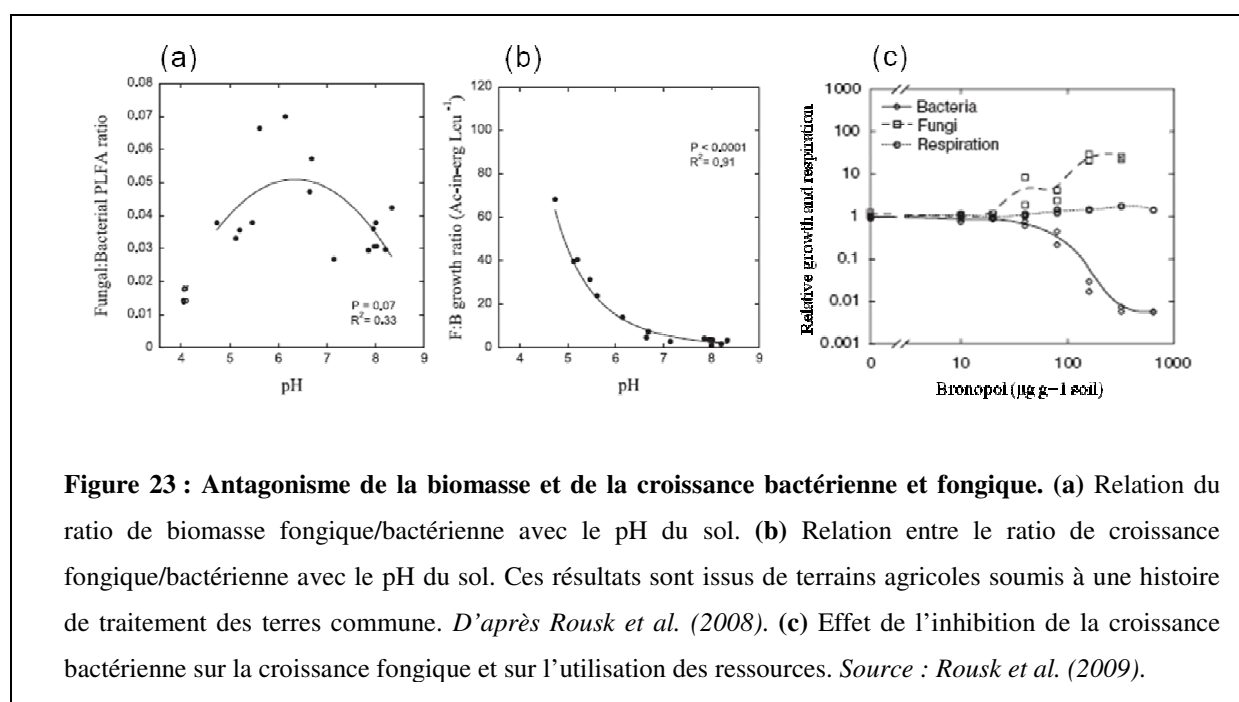 (a)
(b)
(c)
Fungal:Bacterial PLFA ratio
0.08
0.07
0.06
0.05
0.04
0.03
0.02
0.01
0
4 5 6 7 8 9
pH
P = 0.07
R²= 0.33
F:B growth ratio (Ac-in-erg Leu⁻¹)
120
100
80
60
40
20
0
4 5 6 7 8 9
pH
P < 0.0001
R²= 0.91
Relative growth and respiration
1000
100
10
1
0.1
0.01
0.001
Bacteria
Fungi
Respiration
0 10 100 1000
Bronopol (µg g−1 soil)
Figure 23 : Antagonisme de la biomasse et de la croissance bactérienne et fongique. (a) Relation du
ratio de biomasse fongique/bactérienne avec le pH du sol. (b) Relation entre le ratio de croissance
fongique/bactérienne avec le pH du sol. Ces résultats sont issus de terrains agricoles soumis à une histoire
de traitement des terres commune. D'après Rousk et al. (2008). (c) Effet de l'inhibition de la croissance
bactérienne sur la croissance fongique et sur l'utilisation des ressources. Source : Rousk et al. (2009).